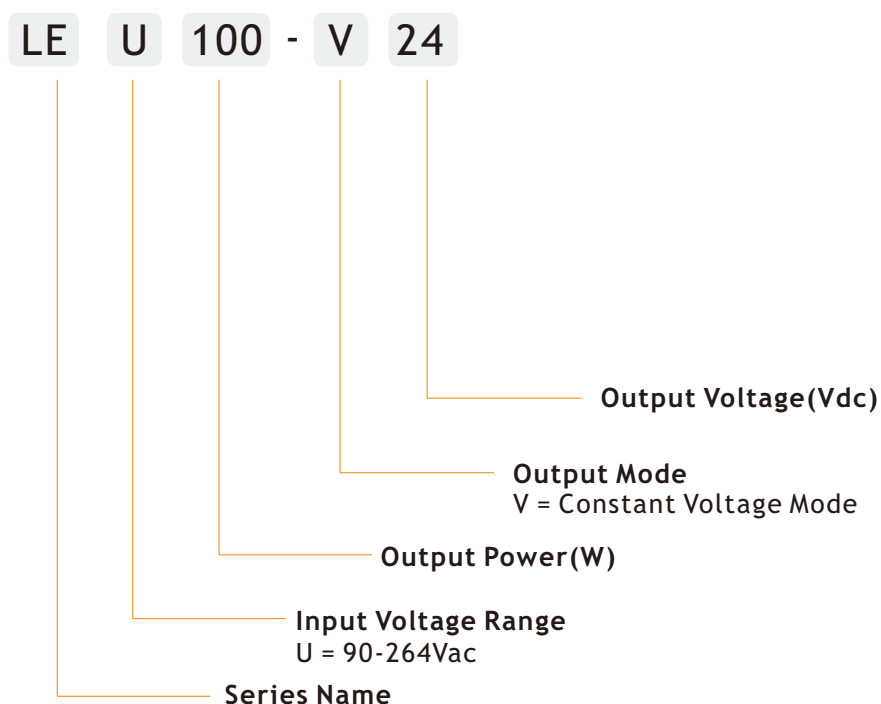 LE U 100 - V 24
Output Voltage(Vdc)
Output Mode
V = Constant Voltage Mode
Output Power(W)
Input Voltage Range
U = 90-264Vac
Series Name